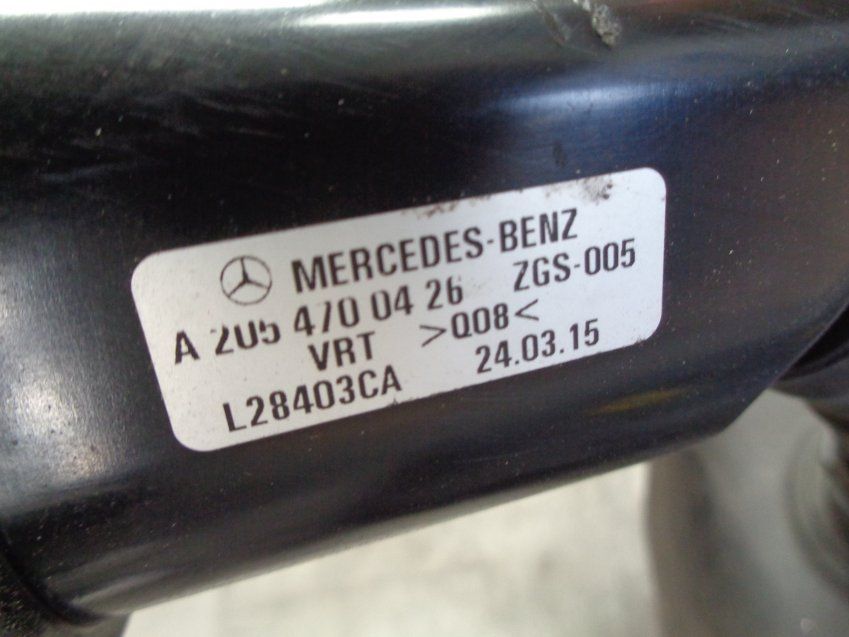 MERCEDES-BENZ
A 205 470 04 26 ZGS-005
VRT >Q08<
L28403CA 24.03.15